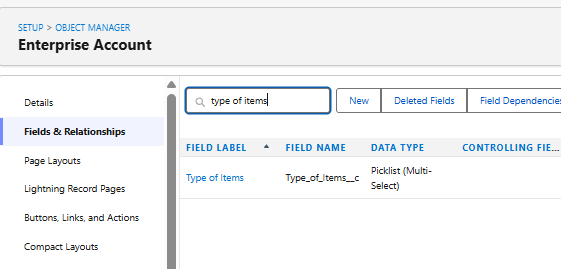 SETUP > OBJECT MANAGER
Enterprise Account
Details
Fields & Relationships
Page Layouts
Lightning Record Pages
Buttons, Links, and Actions
Compact Layouts
type of items
New
Deleted Fields
Field Dependencies
FIELD LABEL
FIELD NAME
DATA TYPE
CONTROLLING FIE...
Type of Items
Type_of_Items__c
Picklist (Multi-
Select)